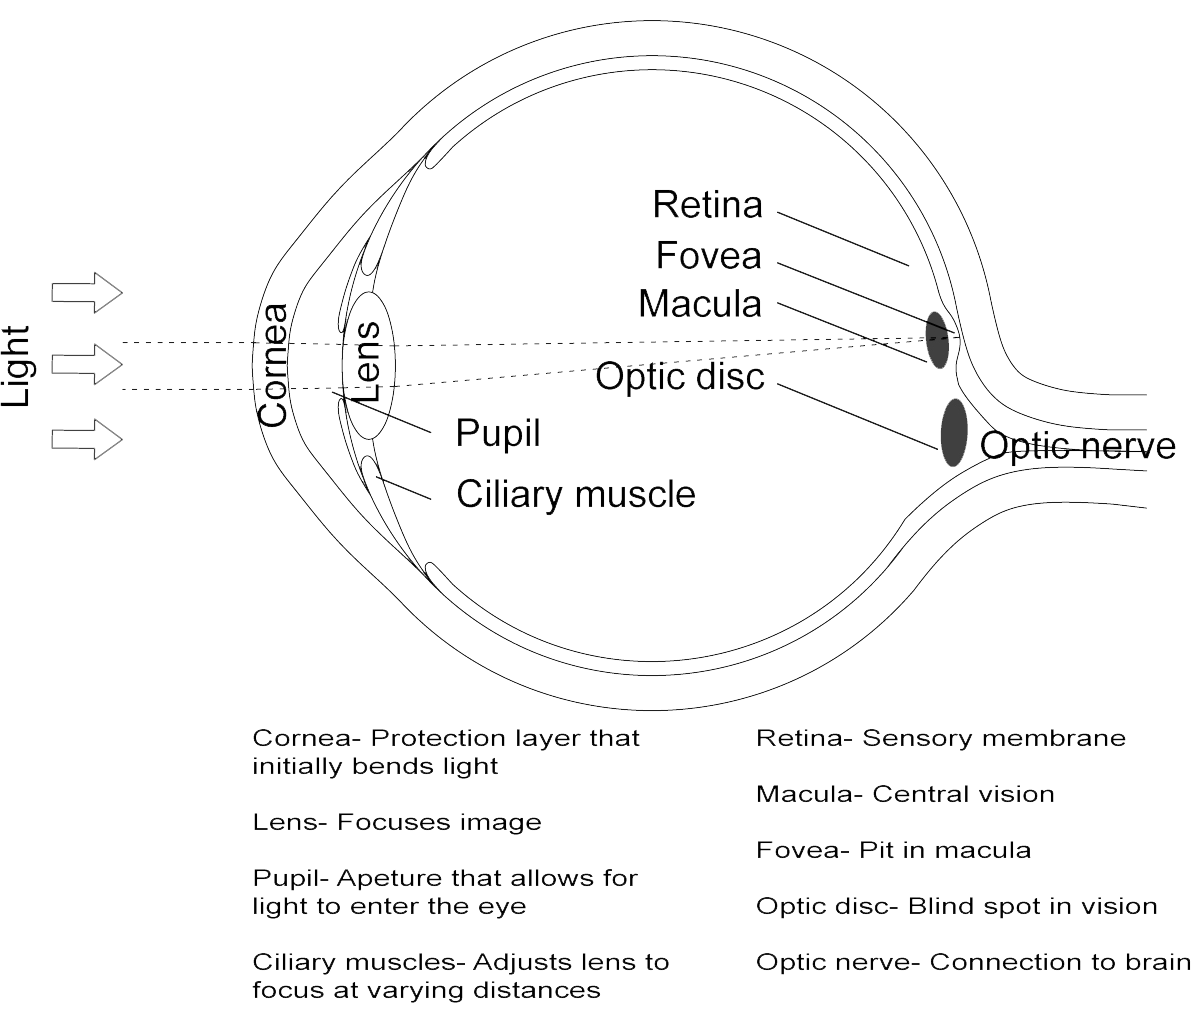 Light
Cornea
Lens
Retina
Fovea
Macula
Optic disc
Optic nerve
Pupil
Ciliary muscle
Cornea- Protection layer that
initially bends light
Lens- Focuses image
Pupil- Apeture that allows for
light to enter the eye
Ciliary muscles- Adjusts lens to
focus at varying distances
Retina- Sensory membrane
Macula- Central vision
Fovea- Pit in macula
Optic disc- Blind spot in vision
Optic nerve- Connection to brain